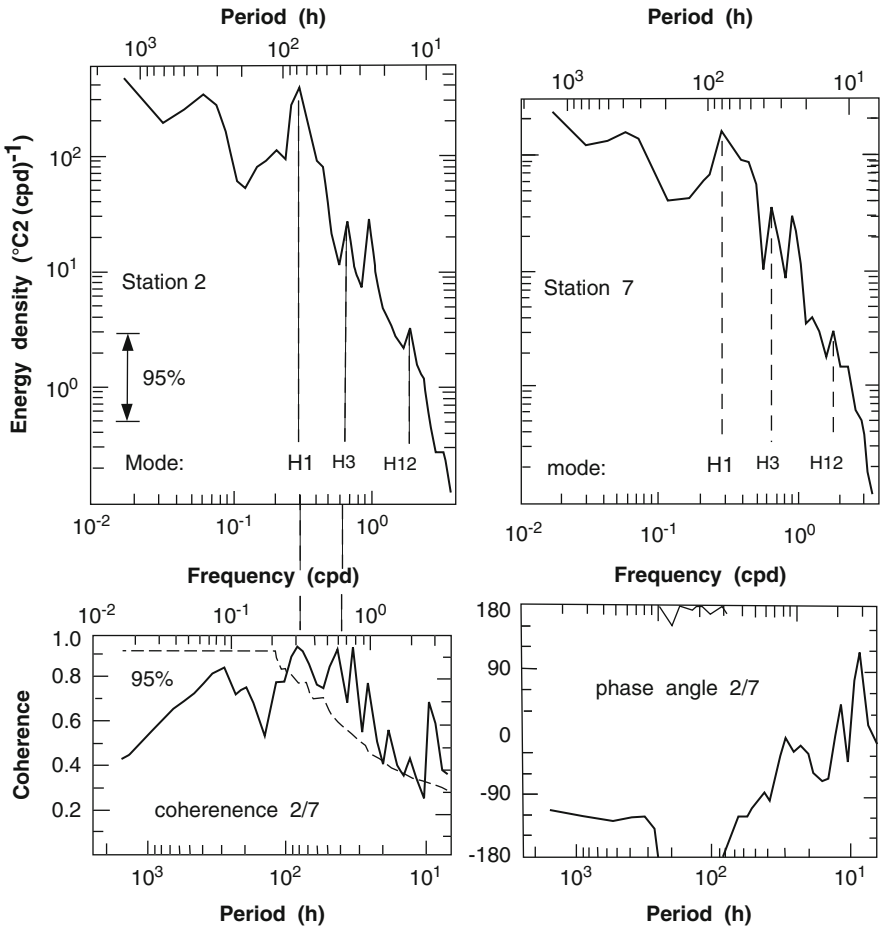 Period (h)
10³ 10² 10¹
Energy density (°C2 (cpd)⁻¹
10²
10¹
10⁰
Station 2
95%
Mode: H1 H3 H12
10⁻² 10⁻¹ 10⁰
Frequency (cpd)
Period (h)
10³ 10² 10¹
Station 7
mode: H1 H3 H12
10⁻² 10⁻¹ 10⁰
Frequency (cpd)
10⁻² 10⁻¹ 10⁰
Coherence
1.0
0.8
0.6
0.4
0.2
95%
coherenence 2/7
10³ 10² 10¹
Period (h)
180
90
0
-90
-180
phase angle 2/7
10³ 10² 10¹
Period (h)